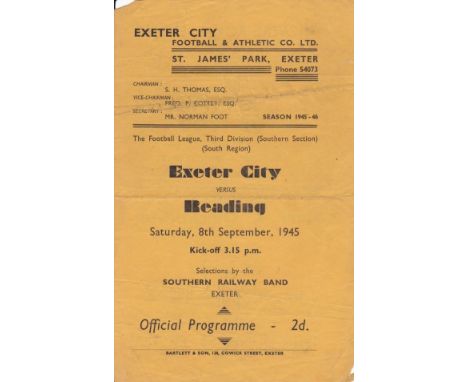 EXETER CITY
FOOTBALL & ATHLETIC CO. LTD.
ST. JAMES' PARK, EXETER
Phone 54073
CHAIRMAN:
S. H. THOMAS, ESQ.
VICE-CHAIRMAN:
FRED P. COTTEY, ESQ.
SECRETARY:
MR. NORMAN FOOT SEASON 1945-46
The Football League, Third Division (Southern Section)
(South Region)
Exeter City
VERSUS
Reading
Saturday, 8th September, 1945
Kick-off 3.15 p.m.
Selections by the
SOUTHERN RAILWAY BAND
EXETER
Official Programme - 2d.
BARTLETT & SON, 138, COWICK STREET, EXETER